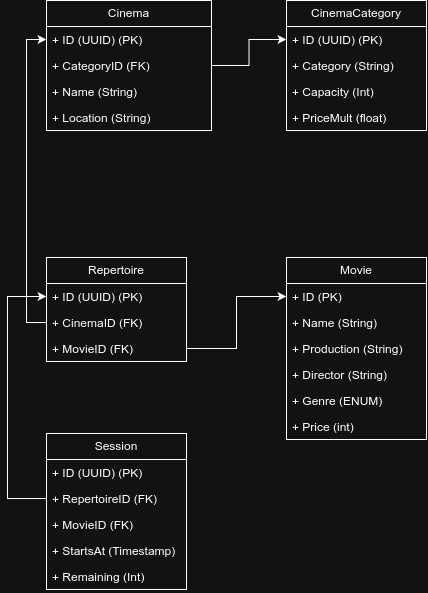 Cinema
+ ID (UUID) (PK)
+ CategoryID (FK)
+ Name (String)
+ Location (String)
CinemaCategory
+ ID (UUID) (PK)
+ Category (String)
+ Capacity (Int)
+ PriceMult (float)
Repertoire
+ ID (UUID) (PK)
+ CinemaID (FK)
+ MovieID (FK)
Movie
+ ID (PK)
+ Name (String)
+ Production (String)
+ Director (String)
+ Genre (ENUM)
+ Price (int)
Session
+ ID (UUID) (PK)
+ RepertoireID (FK)
+ MovieID (FK)
+ StartsAt (Timestamp)
+ Remaining (Int)